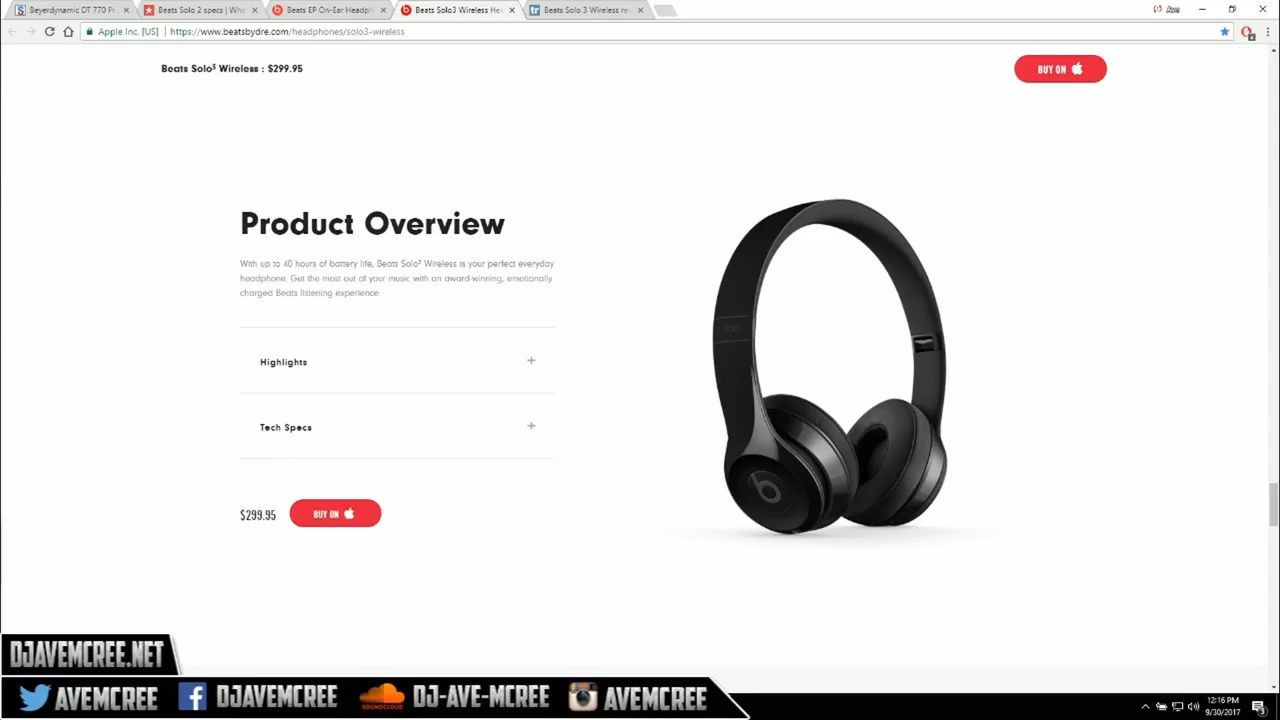 Beyerdynamic DT 770 Pr
Beats Solo 2 specs | Wha
Beats EP On-Ear Headph
Beats Solo3 Wireless He
Beats Solo 3 Wireless re
Apple Inc. [US]
https://www.beatsbydre.com/headphones/solo3-wireless
Beats Solo³ Wireless : $299.95
BUY ON
Product Overview
With up to 40 hours of battery life, Beats Solo³ Wireless is your perfect everyday
headphone. Get the most out of your music with an award-winning, emotionally
charged Beats listening experience.
Highlights
Tech Specs
$299.95
BUY ON
solo
DJAVEMCREE.NET
AVEMCREE
DJAVEMCREE
SOUNDCLOUD
DJ-AVE-MCREE
AVEMCREE
12:16 PM
9/30/2017